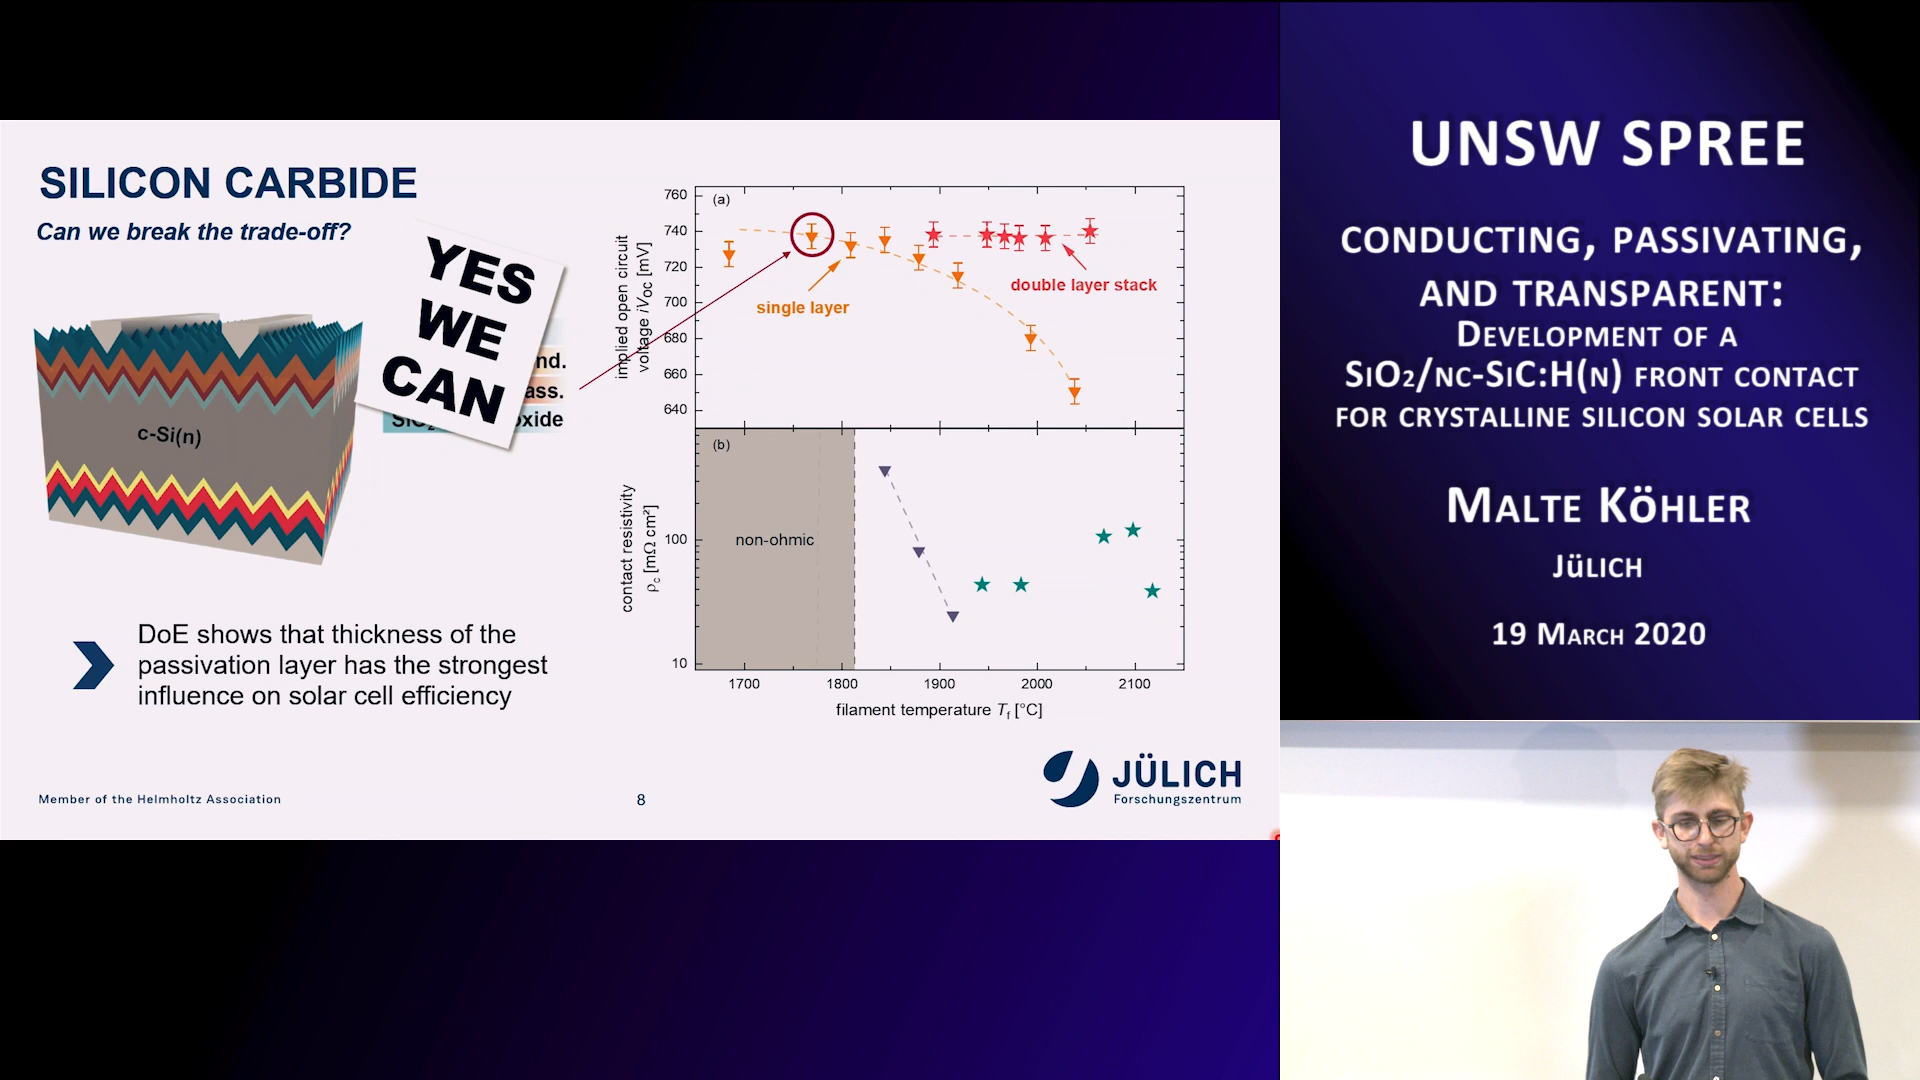 SILICON CARBIDE
Can we break the trade-off?
YES
WE
CAN
nd.
ass.
SiO2
oxide
c-Si(n)
DoE shows that thickness of the
passivation layer has the strongest
influence on solar cell efficiency
(a)
760
740
720
700
680
660
640
implied open circuit
voltage iVOC [mV]
single layer
double layer stack
(b)
non-ohmic
100
10
contact resistivity
ρc [mΩ cm²]
1700
1800
1900
2000
2100
filament temperature Tf [°C]
Member of the Helmholtz Association
8
JÜLICH
Forschungszentrum
UNSW SPREE
CONDUCTING, PASSIVATING,
AND TRANSPARENT:
DEVELOPMENT OF A
SIO2/NC-SIC:H(N) FRONT CONTACT
FOR CRYSTALLINE SILICON SOLAR CELLS
MALTE KÖHLER
JÜLICH
19 MARCH 2020